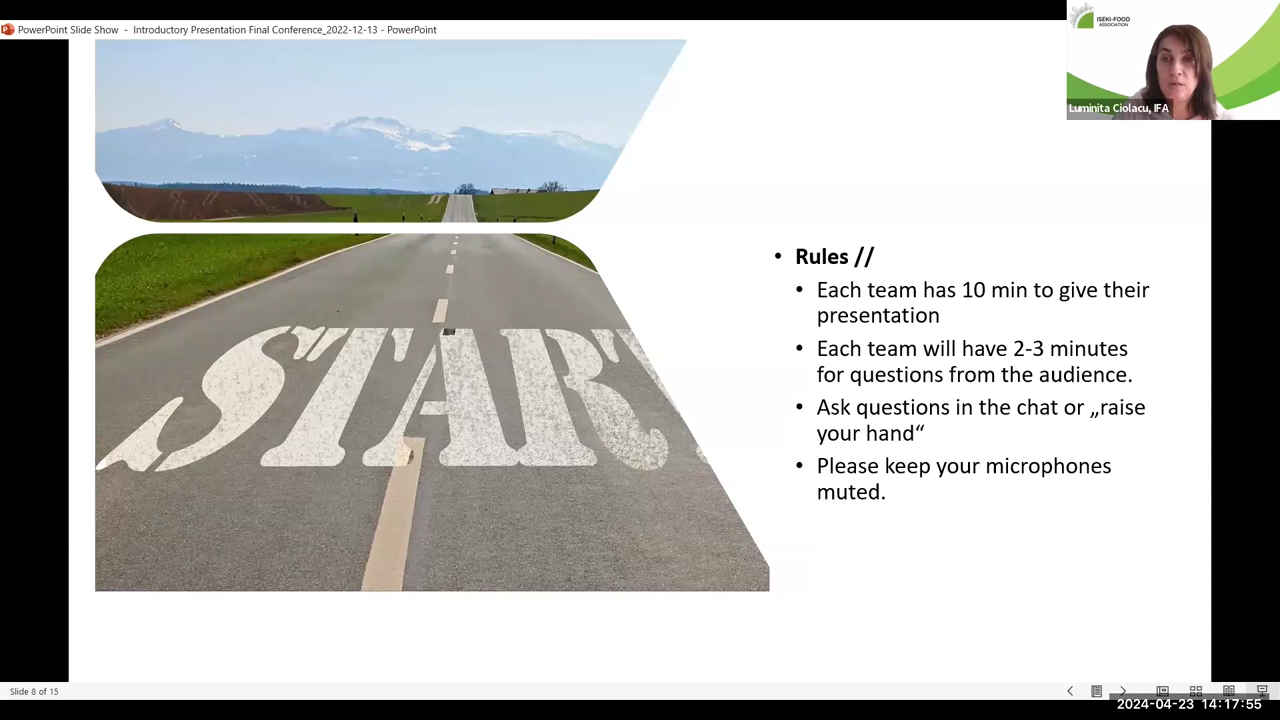 PowerPoint Slide Show - Introductory Presentation Final Conference_2022-12-13 - PowerPoint
ISEKI-FOOD
ASSOCIATION
Luminita Ciolacu, IFA
START
• Rules //
• Each team has 10 min to give their
presentation
• Each team will have 2-3 minutes
for questions from the audience.
• Ask questions in the chat or „raise
your hand“
• Please keep your microphones
muted.
Slide 8 of 15
2024-04-23 14:17:55